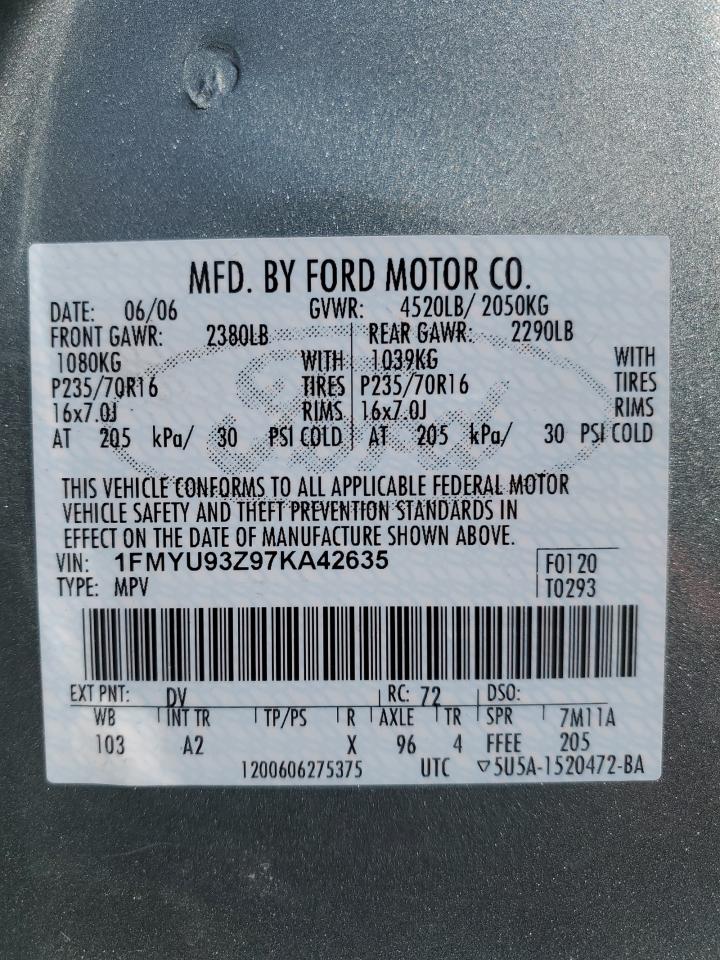 MFD. BY FORD MOTOR CO.
DATE: 06/06 GVWR: 4520LB/ 2050KG
FRONT GAWR: 2380LB REAR GAWR: 2290LB
1080KG WITH 1039KG WITH
P235/70R16 TIRES P235/70R16 TIRES
16x7.0J RIMS 16x7.0J RIMS
AT 205 kPa/ 30 PSI COLD AT 205 kPa/ 30 PSI COLD
Ford
THIS VEHICLE CONFORMS TO ALL APPLICABLE FEDERAL MOTOR
VEHICLE SAFETY AND THEFT PREVENTION STANDARDS IN
EFFECT ON THE DATE OF MANUFACTURE SHOWN ABOVE.
VIN: 1FMYU93Z97KA42635 F0120
TYPE: MPV T0293
EXT PNT: DV RC: 72 DSO:
WB INT TR TP/PS R AXLE TR SPR 7M11A
103 A2 X 96 4 FFEE 205
1200606275375 UTC ▽5U5A-1520472-BA